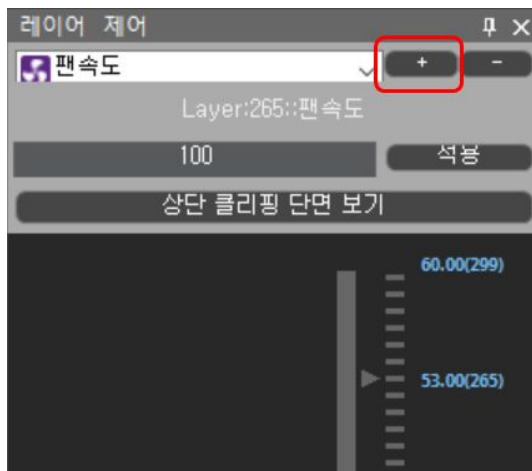 레이어 제어
팬속도 + -
Layer:265::팬속도
100 적용
상단 클리핑 단면 보기
60.00(299)
53.00(265)